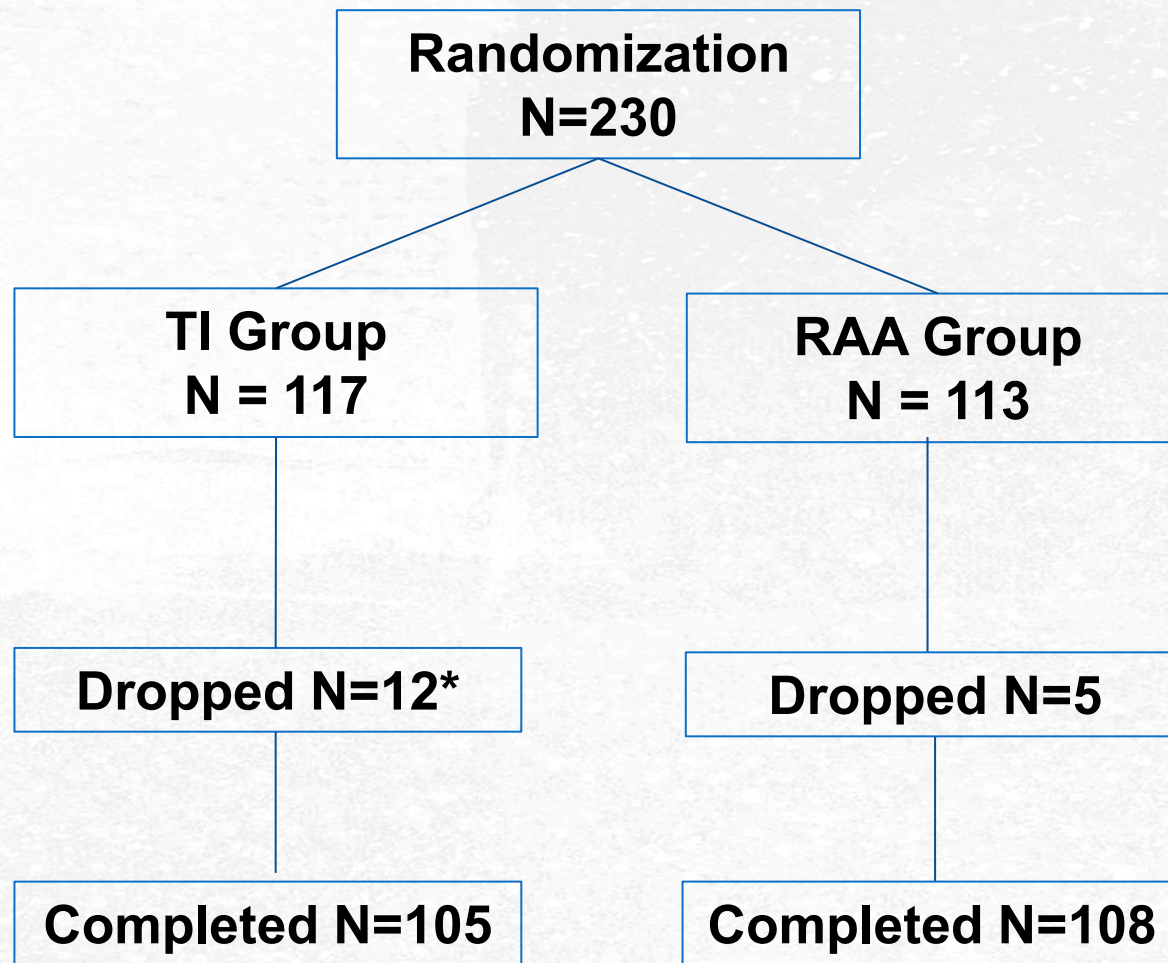 Randomization
N=230
TI Group
N = 117
RAA Group
N = 113
Dropped N=12*
Dropped N=5
Completed N=105
Completed N=108